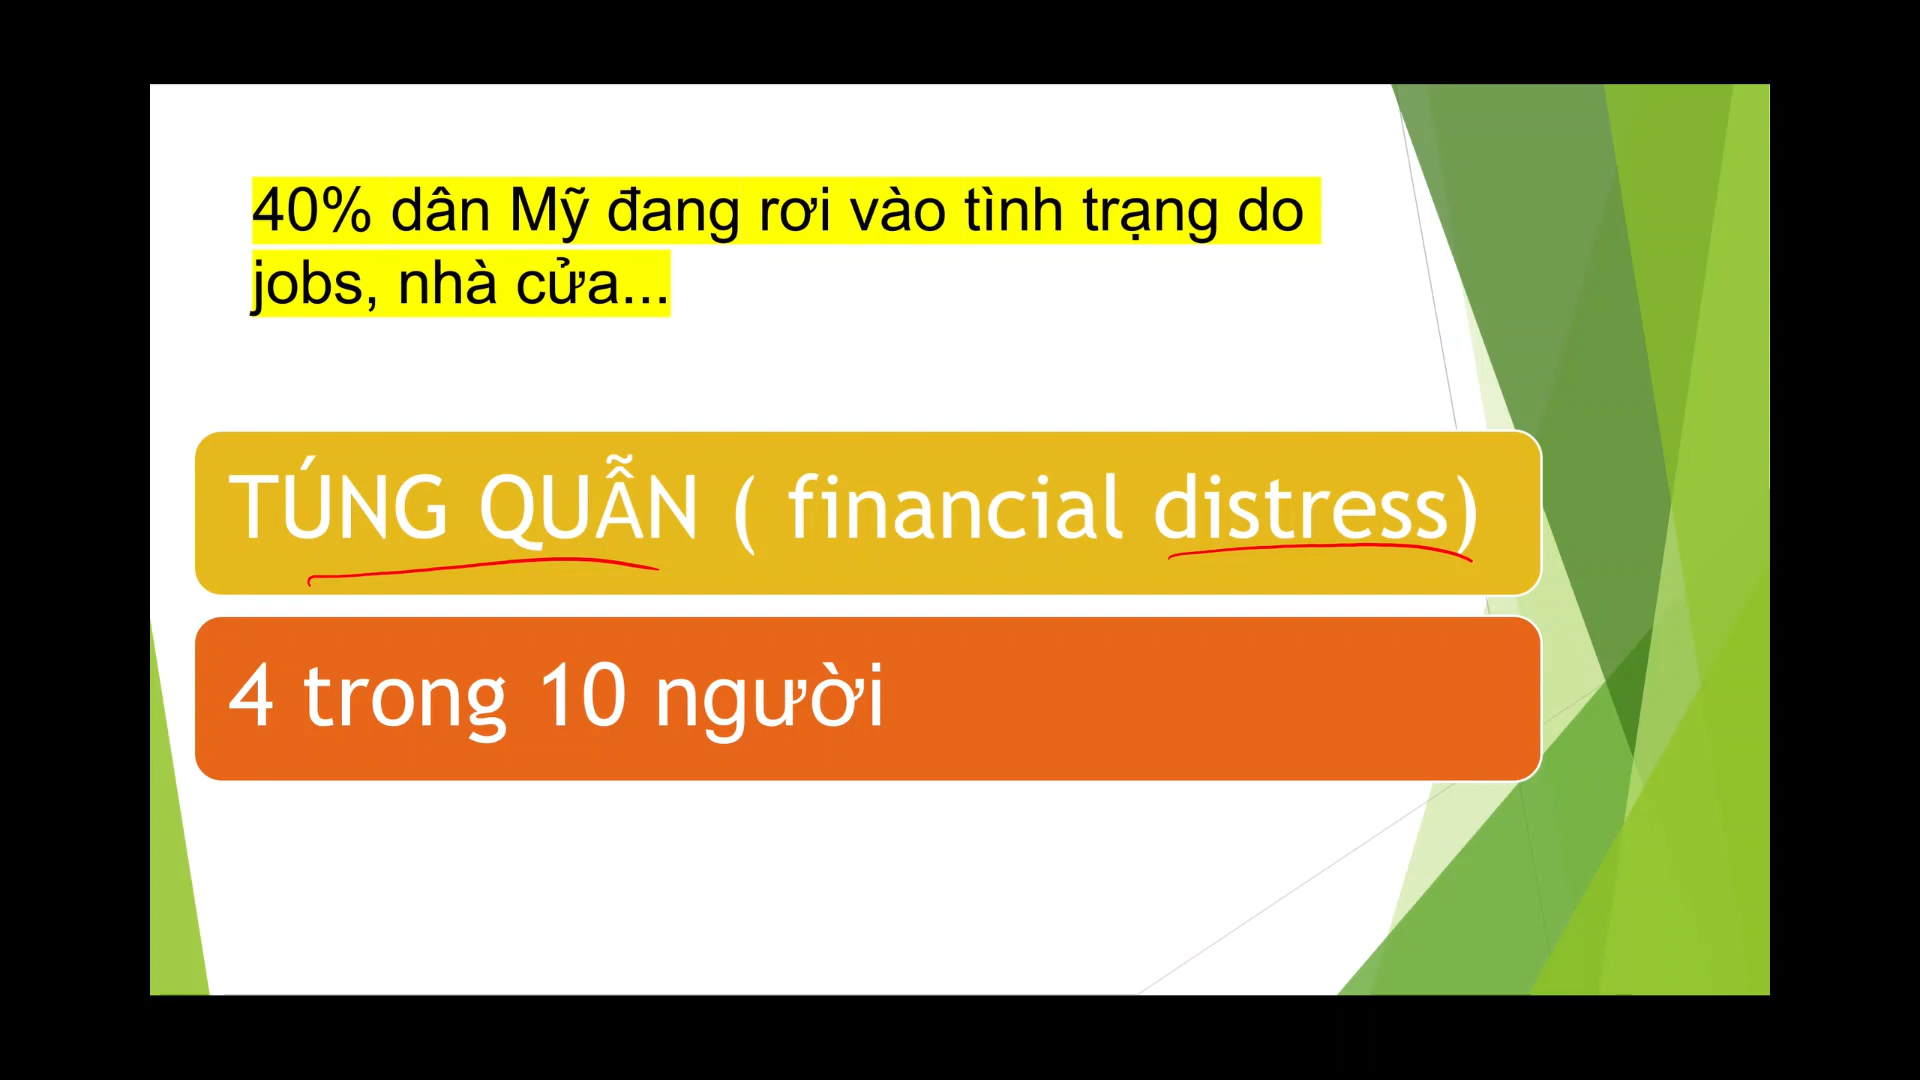 40% dân Mỹ đang rơi vào tình trạng do
jobs, nhà cửa...
TÚNG QUẪN ( financial distress)
4 trong 10 người